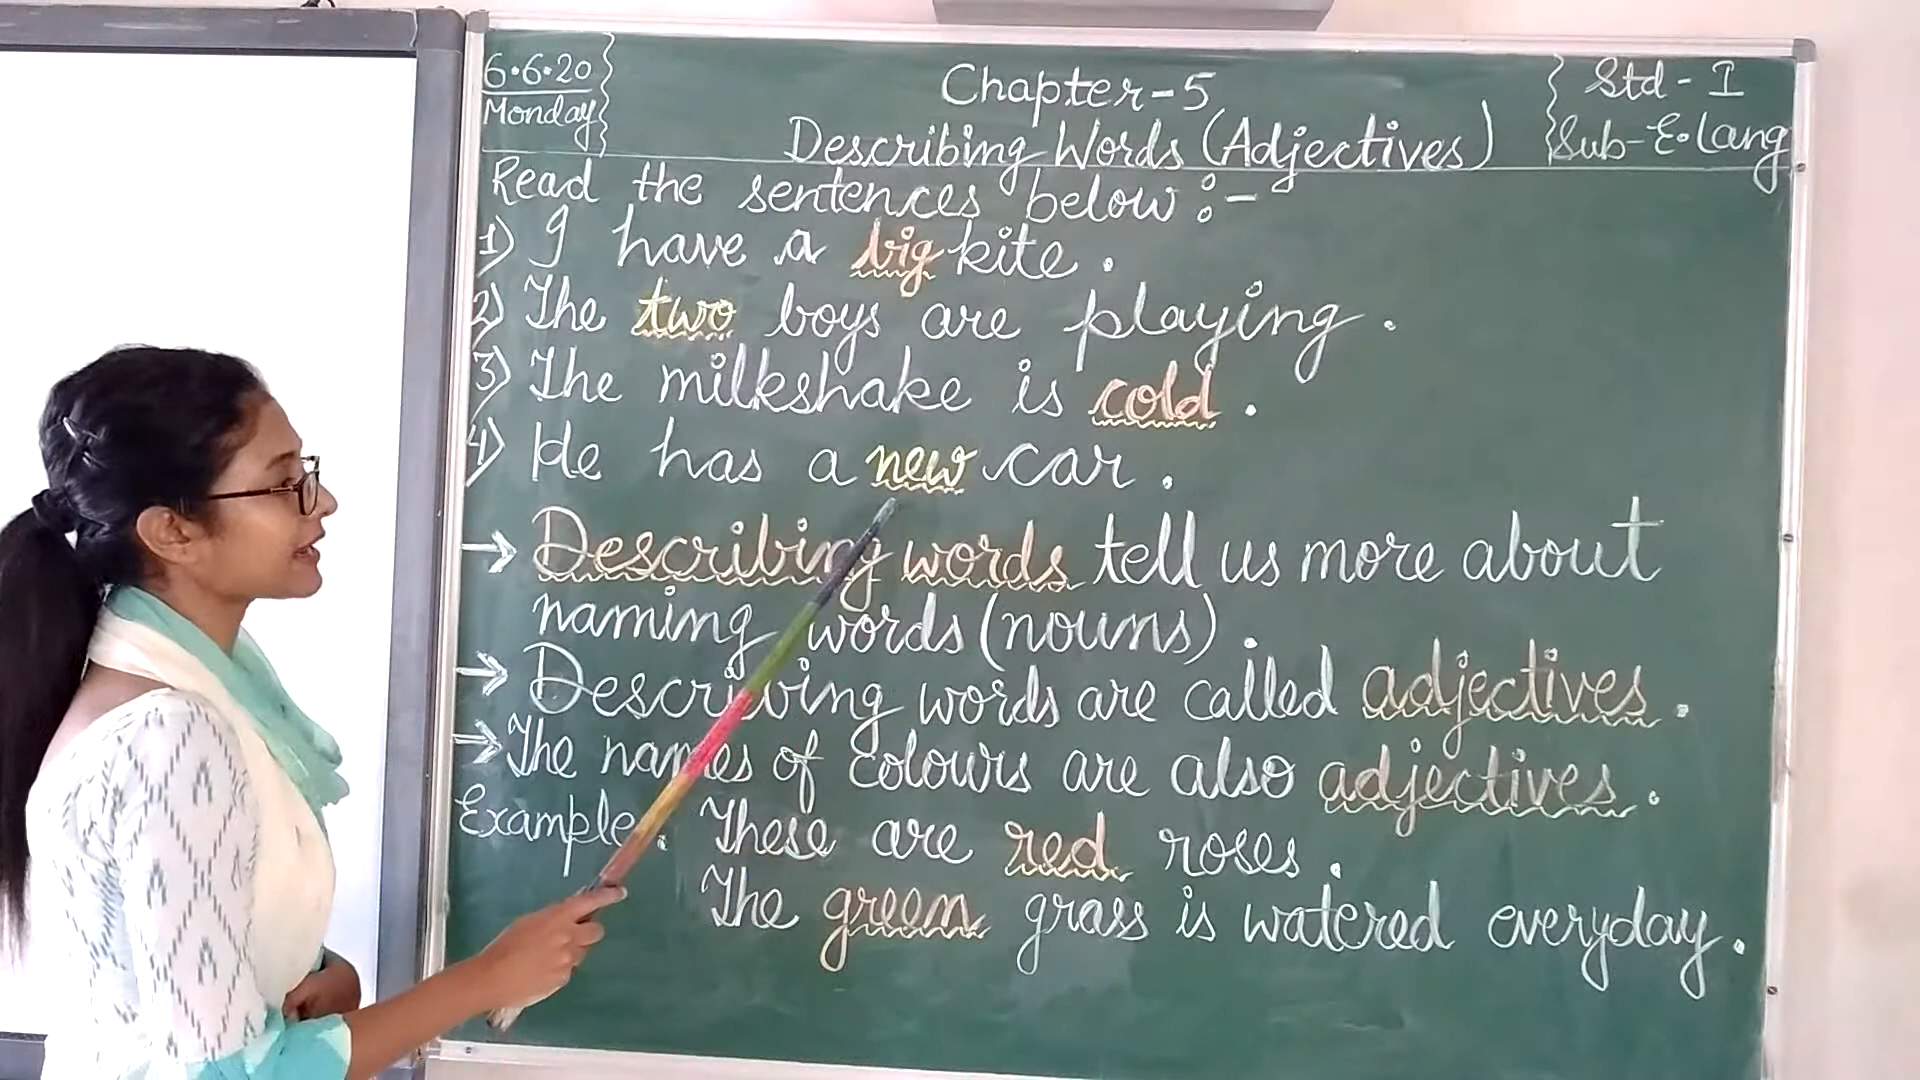 6.6.20
Monday
Chapter-5
Describing Words (Adjectives)
Std - I
Sub-E.Lang
Read the sentences below :-
1) I have a big kite.
2) The two boys are playing.
3) The milkshake is cold.
4) He has a new car.
→ Describing words tell us more about
naming words (nouns).
→ Describing words are called adjectives.
→ The names of colours are also adjectives.
Example: These are red roses.
The green grass is watered everyday.